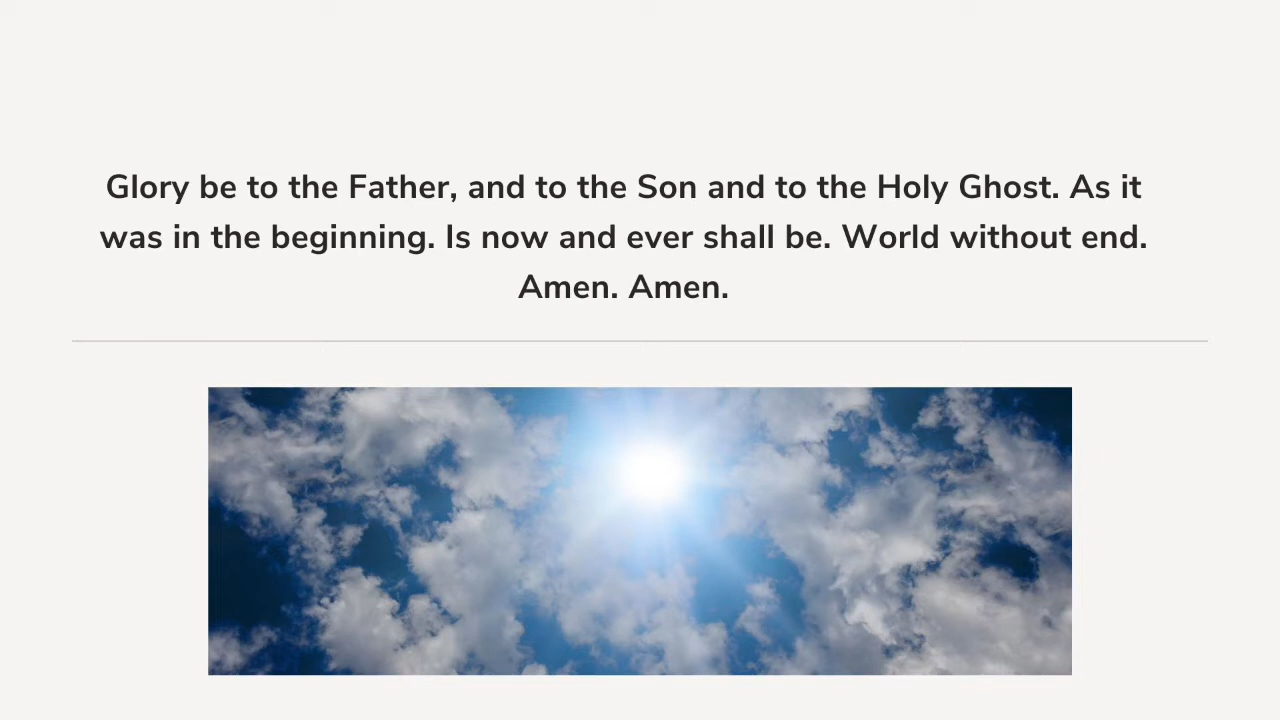 Glory be to the Father, and to the Son and to the Holy Ghost. As it
was in the beginning. Is now and ever shall be. World without end.
Amen. Amen.